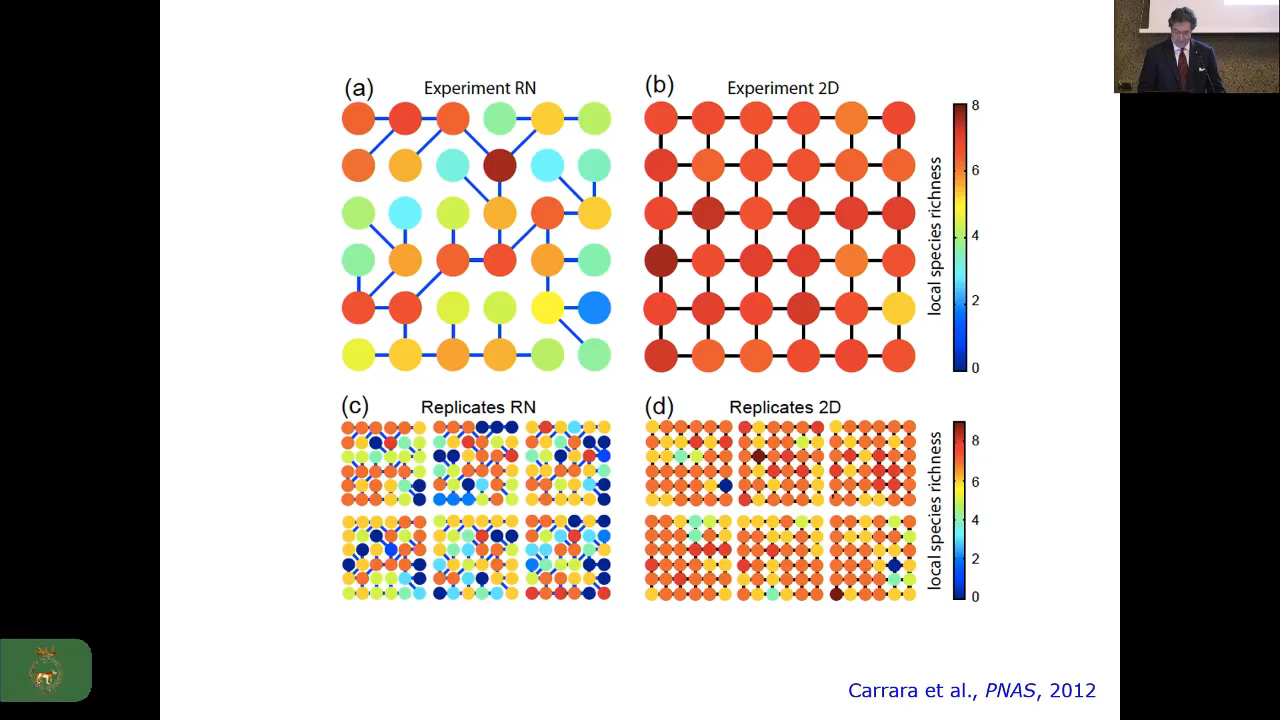 (a) Experiment RN
(b) Experiment 2D
8
6
4
2
0
local species richness
(c) Replicates RN
(d) Replicates 2D
8
6
4
2
0
local species richness
Carrara et al., PNAS, 2012